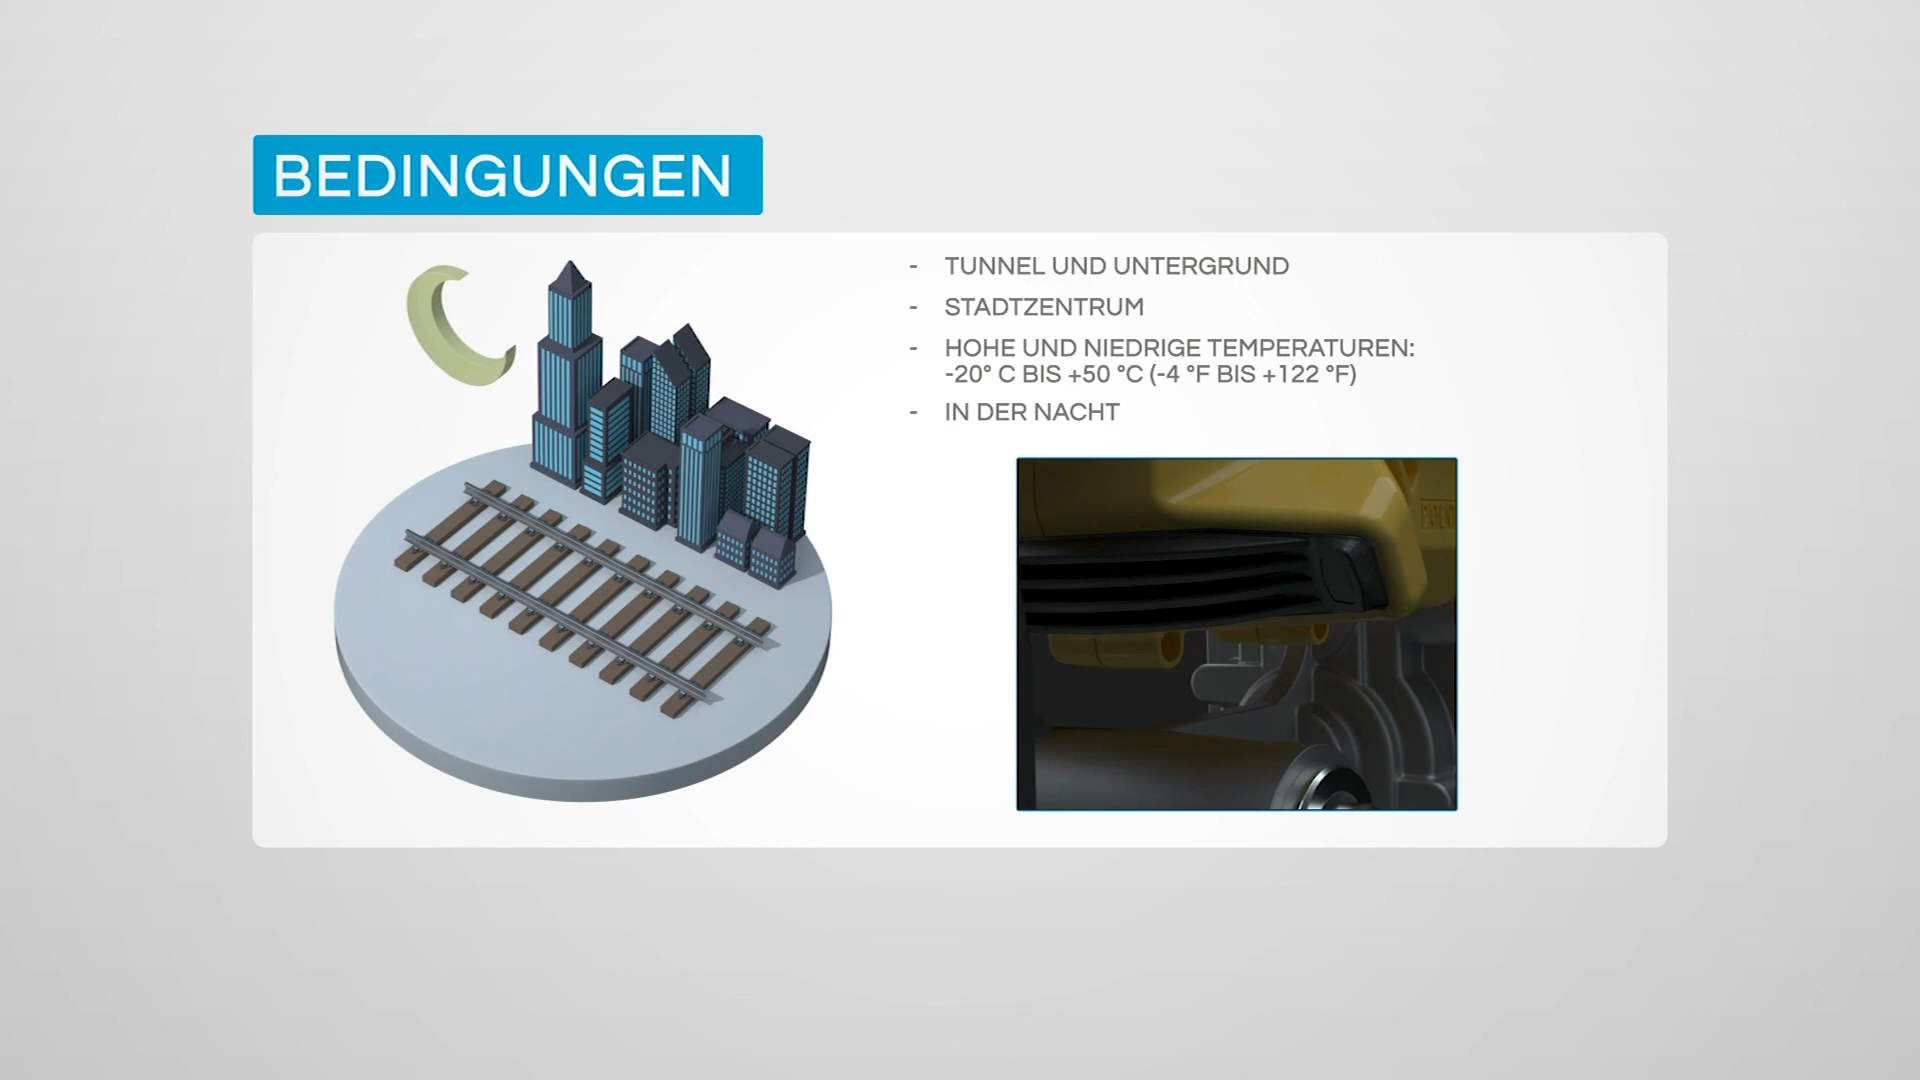 BEDINGUNGEN
- TUNNEL UND UNTERGRUND
- STADTZENTRUM
- HOHE UND NIEDRIGE TEMPERATUREN:
-20° C BIS +50 °C (-4 °F BIS +122 °F)
- IN DER NACHT